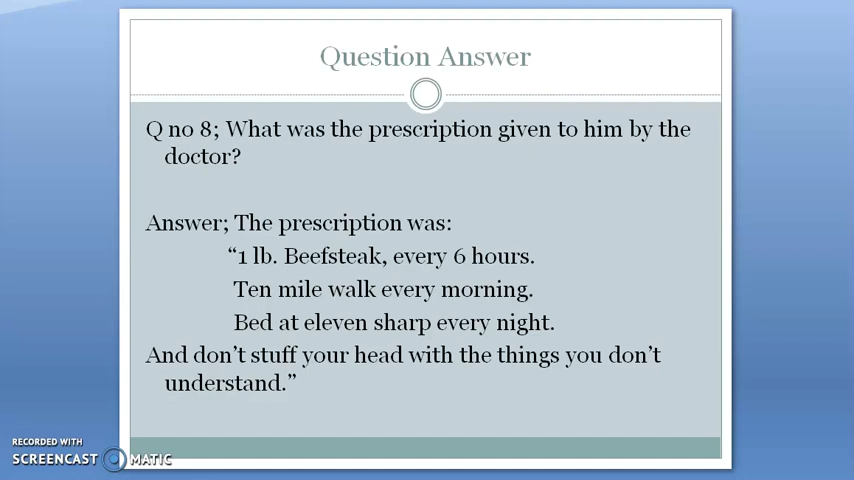 Question Answer
Q no 8; What was the prescription given to him by the
doctor?
Answer; The prescription was:
“1 lb. Beefsteak, every 6 hours.
Ten mile walk every morning.
Bed at eleven sharp every night.
And don’t stuff your head with the things you don’t
understand.”
RECORDED WITH
SCREENCAST MATIC